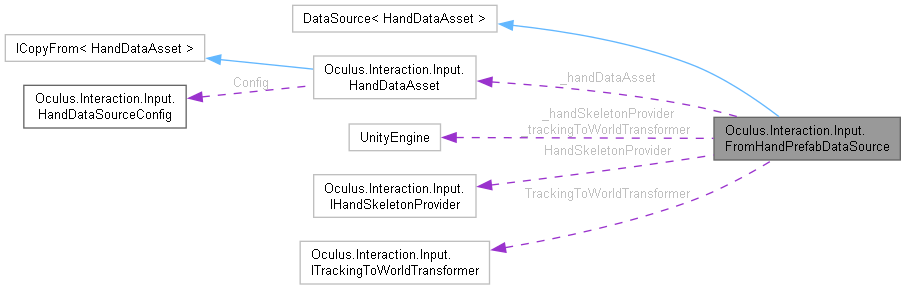 DataSource< HandDataAsset >
ICopyFrom< HandDataAsset >
Config
Oculus.Interaction.Input.
HandDataAsset
_handDataAsset
Oculus.Interaction.Input.
HandDataSourceConfig
_handSkeletonProvider
_trackingToWorldTransformer
UnityEngine
Oculus.Interaction.Input.
FromHandPrefabDataSource
HandSkeletonProvider
Oculus.Interaction.Input.
IHandSkeletonProvider
TrackingToWorldTransformer
Oculus.Interaction.Input.
ITrackingToWorldTransformer